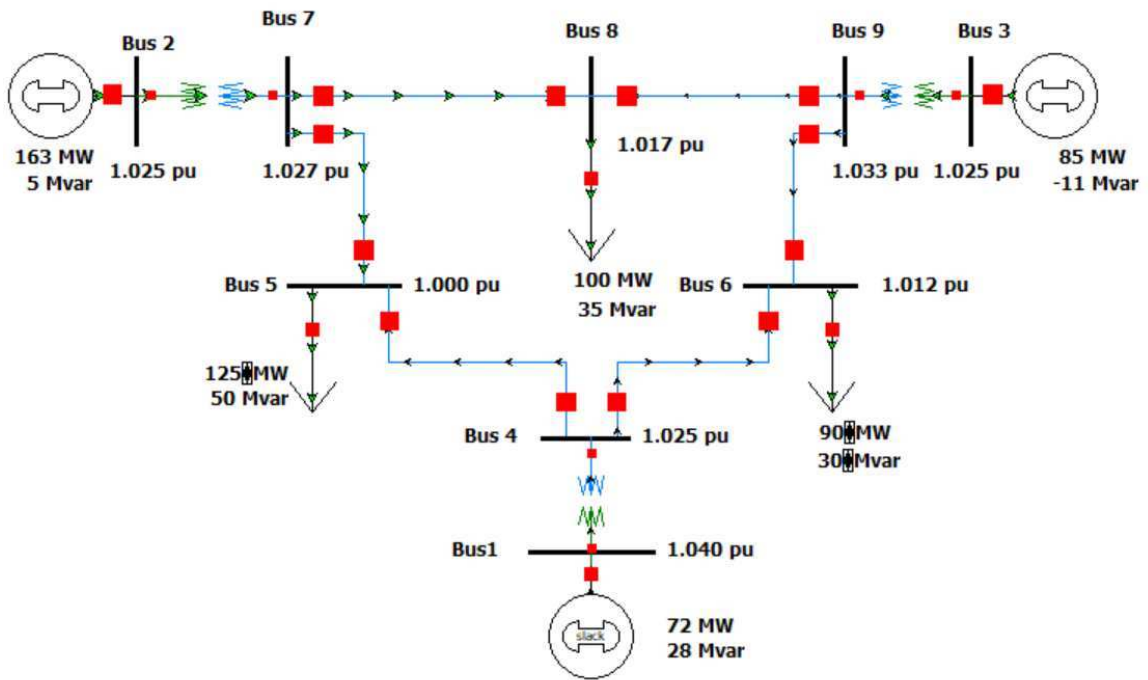 Bus 7
Bus 8
Bus 9
Bus 3
Bus 2
163 MW
5 Mvar
1.025 pu
1.027 pu
1.017 pu
1.033 pu
1.025 pu
85 MW
-11 Mvar
Bus 5
1.000 pu
100 MW
35 Mvar
Bus 6
1.012 pu
125 MW
50 Mvar
Bus 4
1.025 pu
90 MW
30 Mvar
Bus1
1.040 pu
slack
72 MW
28 Mvar